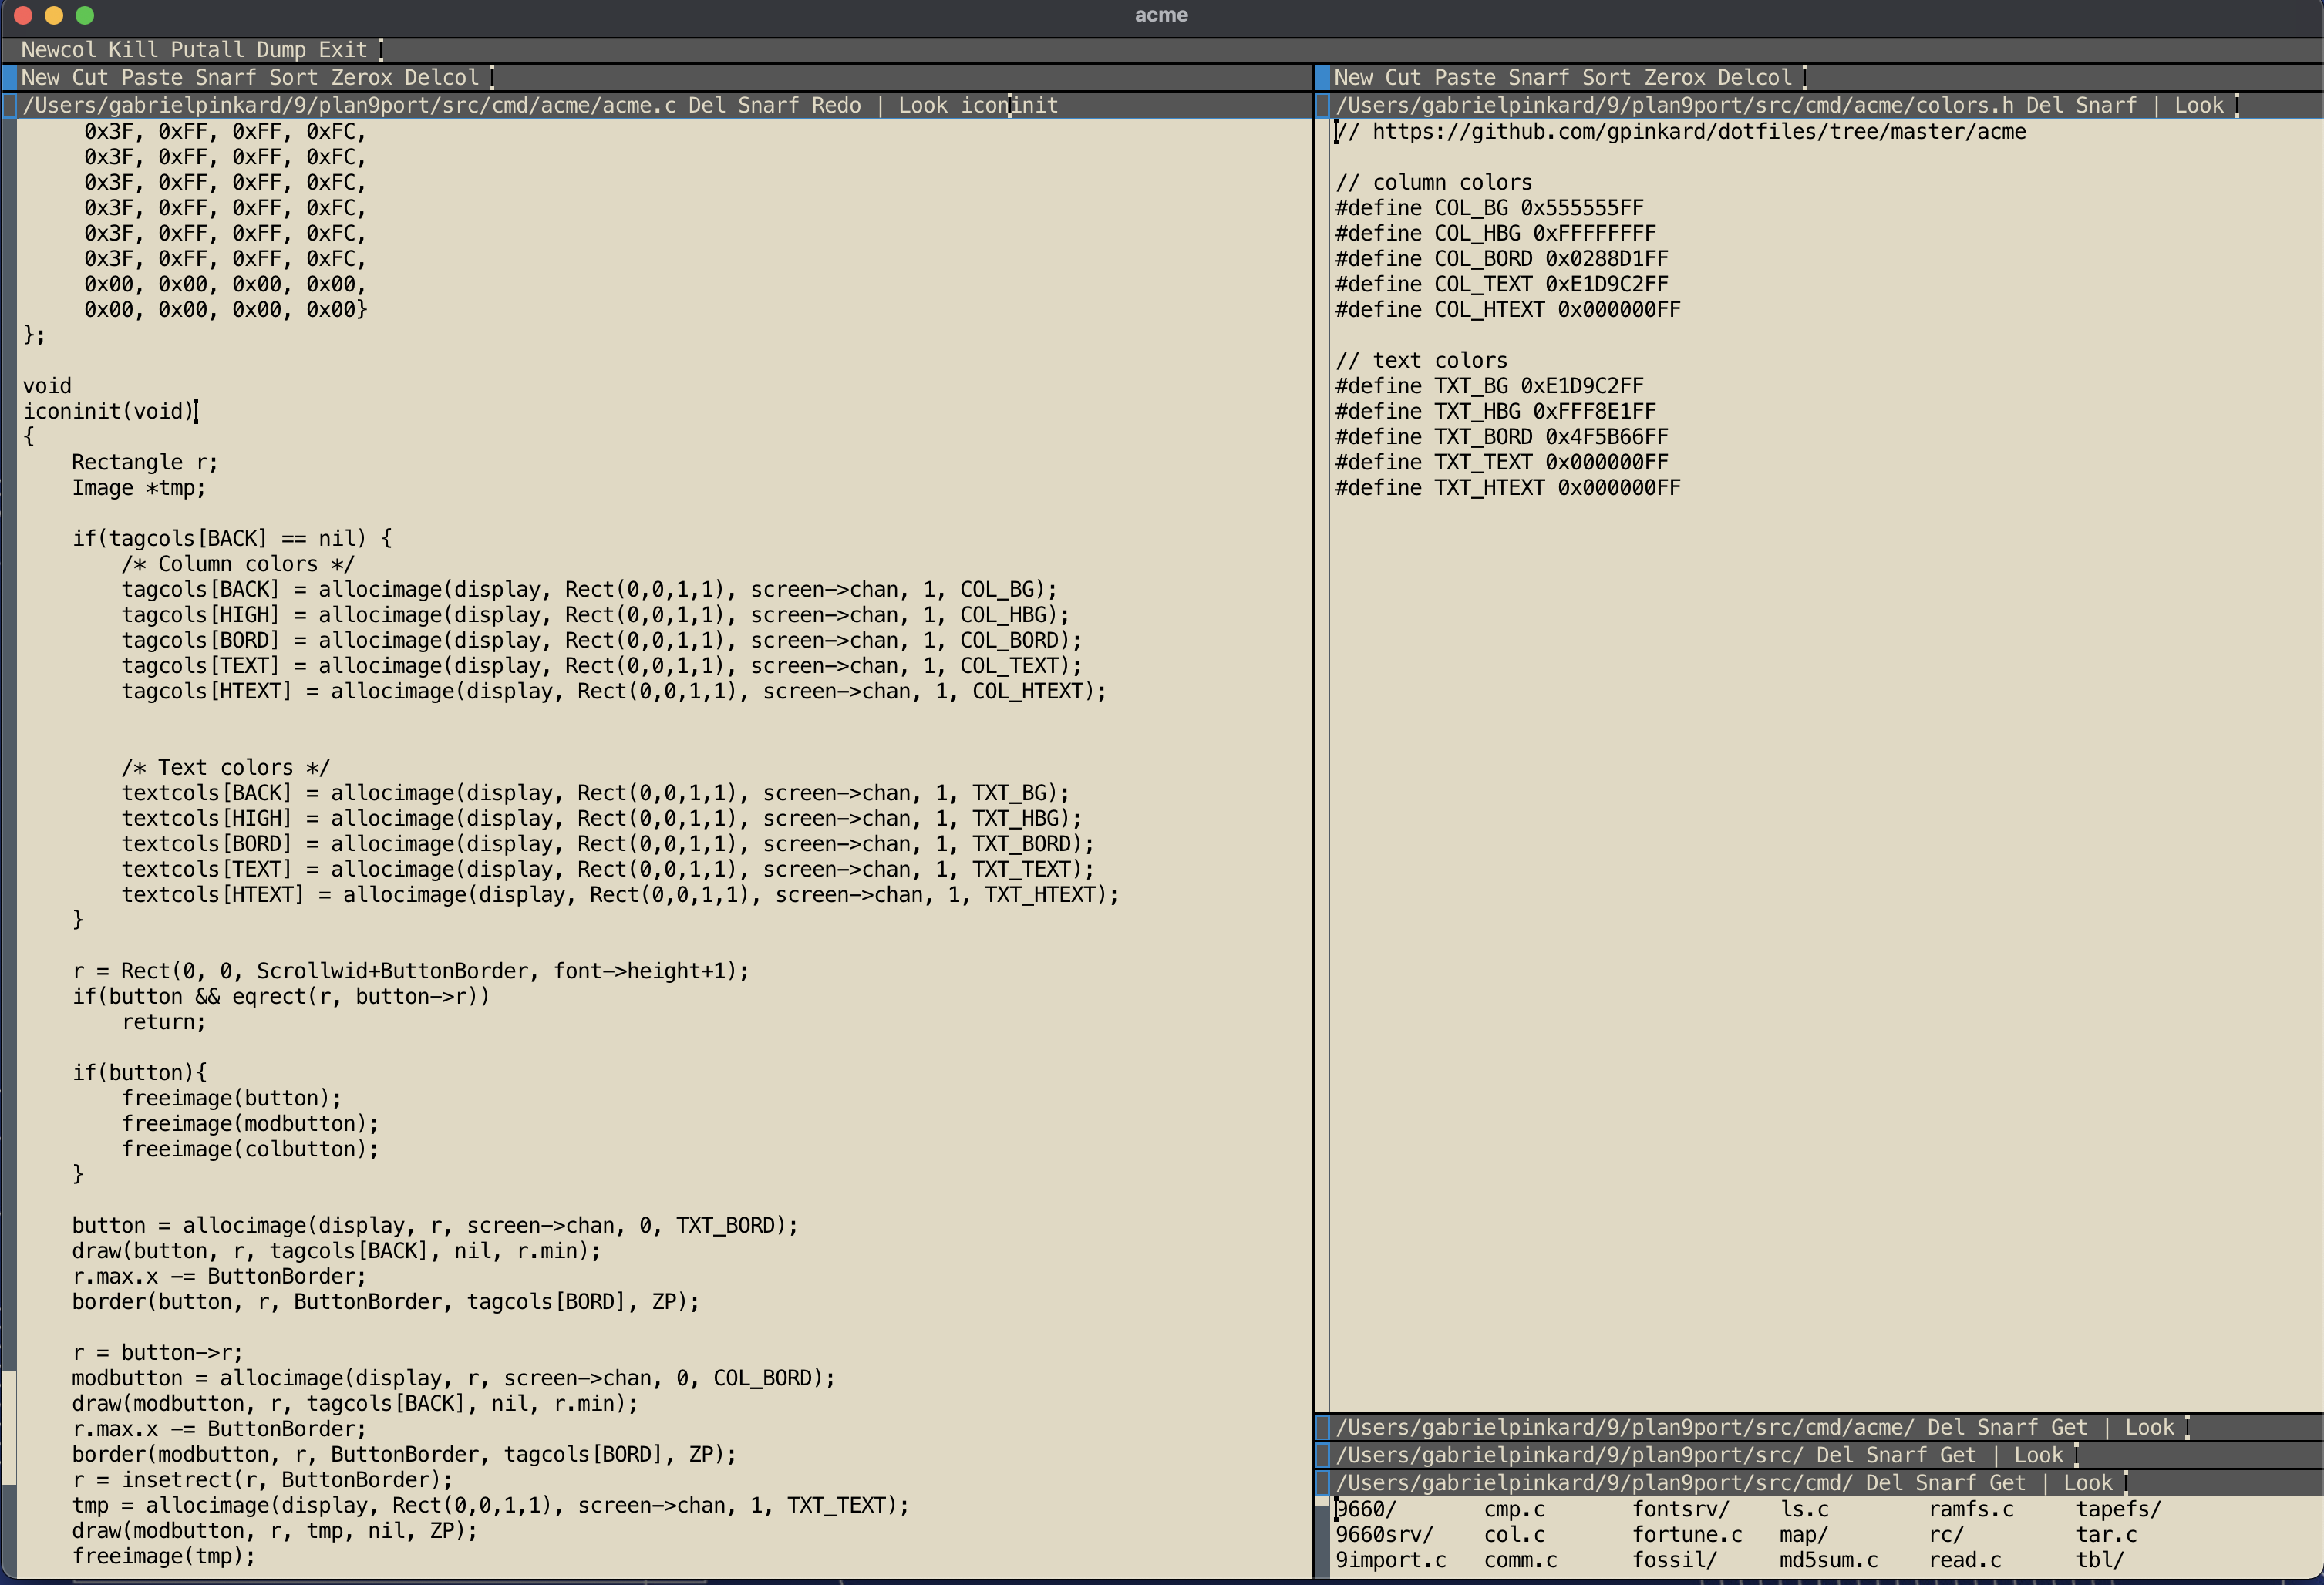 acme
Newcol Kill Putall Dump Exit
New Cut Paste Snarf Sort Zerox Delcol
/Users/gabrielpinkard/9/plan9port/src/cmd/acme/acme.c Del Snarf Redo | Look iconinit
0x3F, 0xFF, 0xFF, 0xFC,
0x3F, 0xFF, 0xFF, 0xFC,
0x3F, 0xFF, 0xFF, 0xFC,
0x3F, 0xFF, 0xFF, 0xFC,
0x3F, 0xFF, 0xFF, 0xFC,
0x3F, 0xFF, 0xFF, 0xFC,
0x00, 0x00, 0x00, 0x00,
0x00, 0x00, 0x00, 0x00}
};

void
iconinit(void)
{
    Rectangle r;
    Image *tmp;

    if(tagcols[BACK] == nil) {
        /* Column colors */
        tagcols[BACK] = allocimage(display, Rect(0,0,1,1), screen->chan, 1, COL_BG);
        tagcols[HIGH] = allocimage(display, Rect(0,0,1,1), screen->chan, 1, COL_HBG);
        tagcols[BORD] = allocimage(display, Rect(0,0,1,1), screen->chan, 1, COL_BORD);
        tagcols[TEXT] = allocimage(display, Rect(0,0,1,1), screen->chan, 1, COL_TEXT);
        tagcols[HTEXT] = allocimage(display, Rect(0,0,1,1), screen->chan, 1, COL_HTEXT);

        /* Text colors */
        textcols[BACK] = allocimage(display, Rect(0,0,1,1), screen->chan, 1, TXT_BG);
        textcols[HIGH] = allocimage(display, Rect(0,0,1,1), screen->chan, 1, TXT_HBG);
        textcols[BORD] = allocimage(display, Rect(0,0,1,1), screen->chan, 1, TXT_BORD);
        textcols[TEXT] = allocimage(display, Rect(0,0,1,1), screen->chan, 1, TXT_TEXT);
        textcols[HTEXT] = allocimage(display, Rect(0,0,1,1), screen->chan, 1, TXT_HTEXT);
    }

    r = Rect(0, 0, Scrollwid+ButtonBorder, font->height+1);
    if(button && eqrect(r, button->r))
        return;

    if(button){
        freeimage(button);
        freeimage(modbutton);
        freeimage(colbutton);
    }

    button = allocimage(display, r, screen->chan, 0, TXT_BORD);
    draw(button, r, tagcols[BACK], nil, r.min);
    r.max.x -= ButtonBorder;
    border(button, r, ButtonBorder, tagcols[BORD], ZP);

    r = button->r;
    modbutton = allocimage(display, r, screen->chan, 0, COL_BORD);
    draw(modbutton, r, tagcols[BACK], nil, r.min);
    r.max.x -= ButtonBorder;
    border(modbutton, r, ButtonBorder, tagcols[BORD], ZP);
    r = insetrect(r, ButtonBorder);
    tmp = allocimage(display, Rect(0,0,1,1), screen->chan, 1, TXT_TEXT);
    draw(modbutton, r, tmp, nil, ZP);
    freeimage(tmp);
New Cut Paste Snarf Sort Zerox Delcol
/Users/gabrielpinkard/9/plan9port/src/cmd/acme/colors.h Del Snarf | Look
// https://github.com/gpinkard/dotfiles/tree/master/acme

// column colors
#define COL_BG 0x555555FF
#define COL_HBG 0xFFFFFFFF
#define COL_BORD 0x0288D1FF
#define COL_TEXT 0xE1D9C2FF
#define COL_HTEXT 0x000000FF

// text colors
#define TXT_BG 0xE1D9C2FF
#define TXT_HBG 0xFFF8E1FF
#define TXT_BORD 0x4F5B66FF
#define TXT_TEXT 0x000000FF
#define TXT_HTEXT 0x000000FF
/Users/gabrielpinkard/9/plan9port/src/cmd/acme/ Del Snarf Get | Look
/Users/gabrielpinkard/9/plan9port/src/ Del Snarf Get | Look
/Users/gabrielpinkard/9/plan9port/src/cmd/ Del Snarf Get | Look
9660/ cmp.c fontsrv/ ls.c ramfs.c tapefs/
9660srv/ col.c fortune.c map/ rc/ tar.c
9import.c comm.c fossil/ md5sum.c read.c tbl/